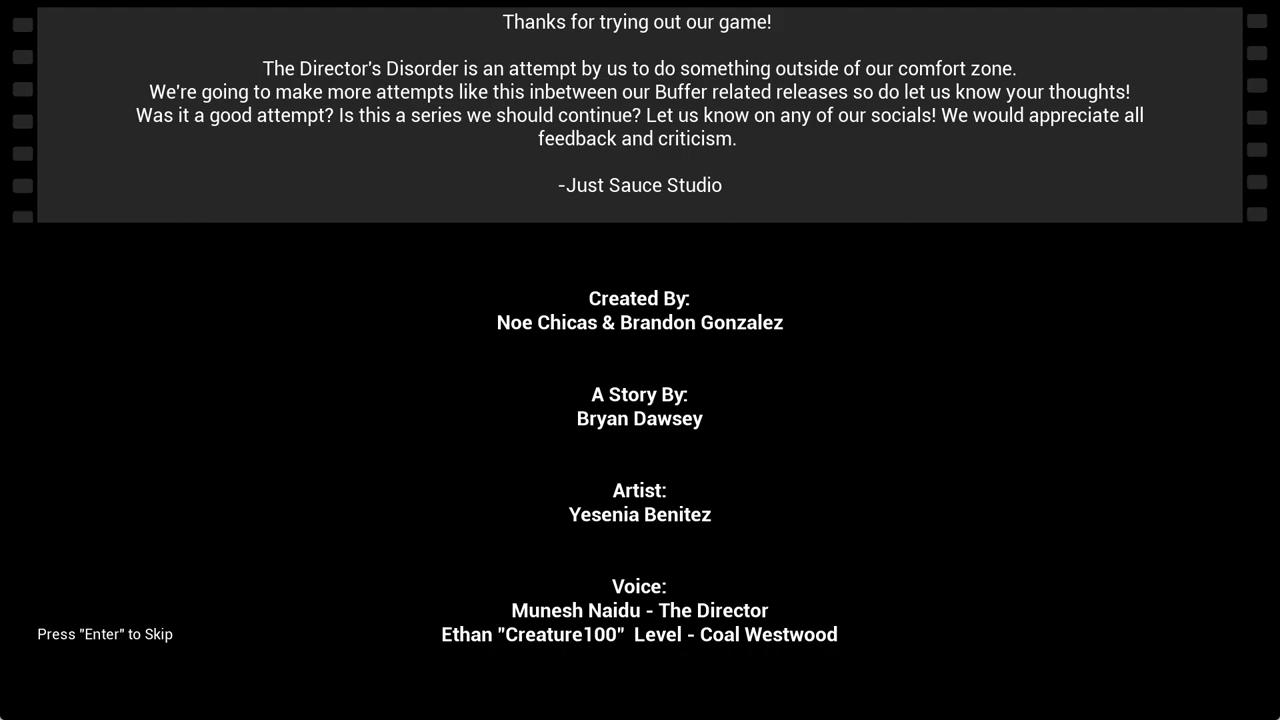 Thanks for trying out our game!
The Director's Disorder is an attempt by us to do something outside of our comfort zone.
We're going to make more attempts like this inbetween our Buffer related releases so do let us know your thoughts!
Was it a good attempt? Is this a series we should continue? Let us know on any of our socials! We would appreciate all
feedback and criticism.
-Just Sauce Studio
Created By:
Noe Chicas & Brandon Gonzalez
A Story By:
Bryan Dawsey
Artist:
Yesenia Benitez
Voice:
Munesh Naidu - The Director
Ethan "Creature100"  Level - Coal Westwood
Press "Enter" to Skip